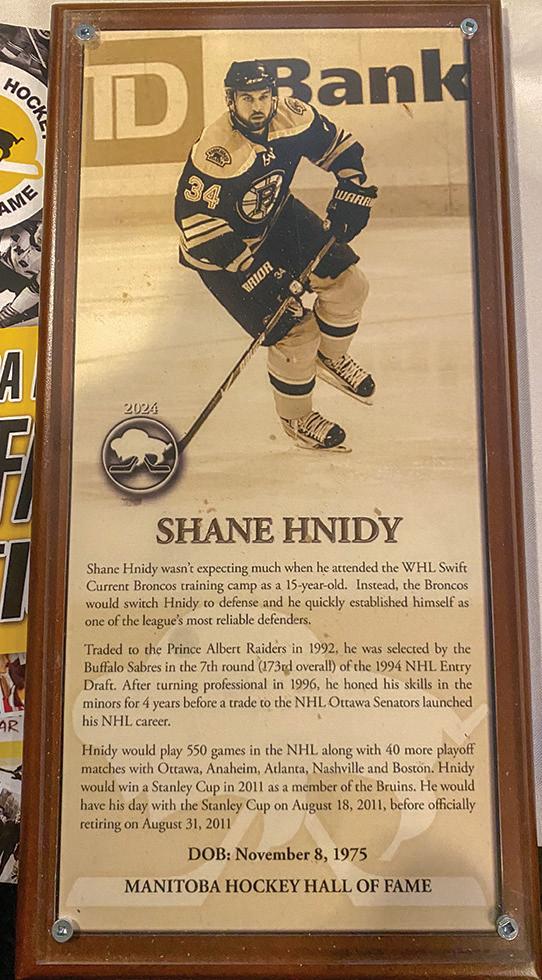 HOCKEY
AME
A
TD Bank
34
B
WARRI
WARRIOR
34
2024
SHANE HNIDY
Shane Hnidy wasn't expecting much when he attended the WHL Swift
Current Broncos training camp as a 15-year-old. Instead, the Broncos
would switch Hnidy to defense and he quickly established himself as
one of the league's most reliable defenders.
Traded to the Prince Albert Raiders in 1992, he was selected by the
Buffalo Sabres in the 7th round (173rd overall) of the 1994 NHL Entry
Draft. After turning professional in 1996, he honed his skills in the
minors for 4 years before a trade to the NHL Ottawa Senators launched
his NHL career.
Hnidy would play 550 games in the NHL along with 40 more playoff
matches with Ottawa, Anaheim, Atlanta, Nashville and Boston. Hnidy
would win a Stanley Cup in 2011 as a member of the Bruins. He would
have his day with the Stanley Cup on August 18, 2011, before officially
retiring on August 31, 2011
DOB: November 8, 1975
MANITOBA HOCKEY HALL OF FAME